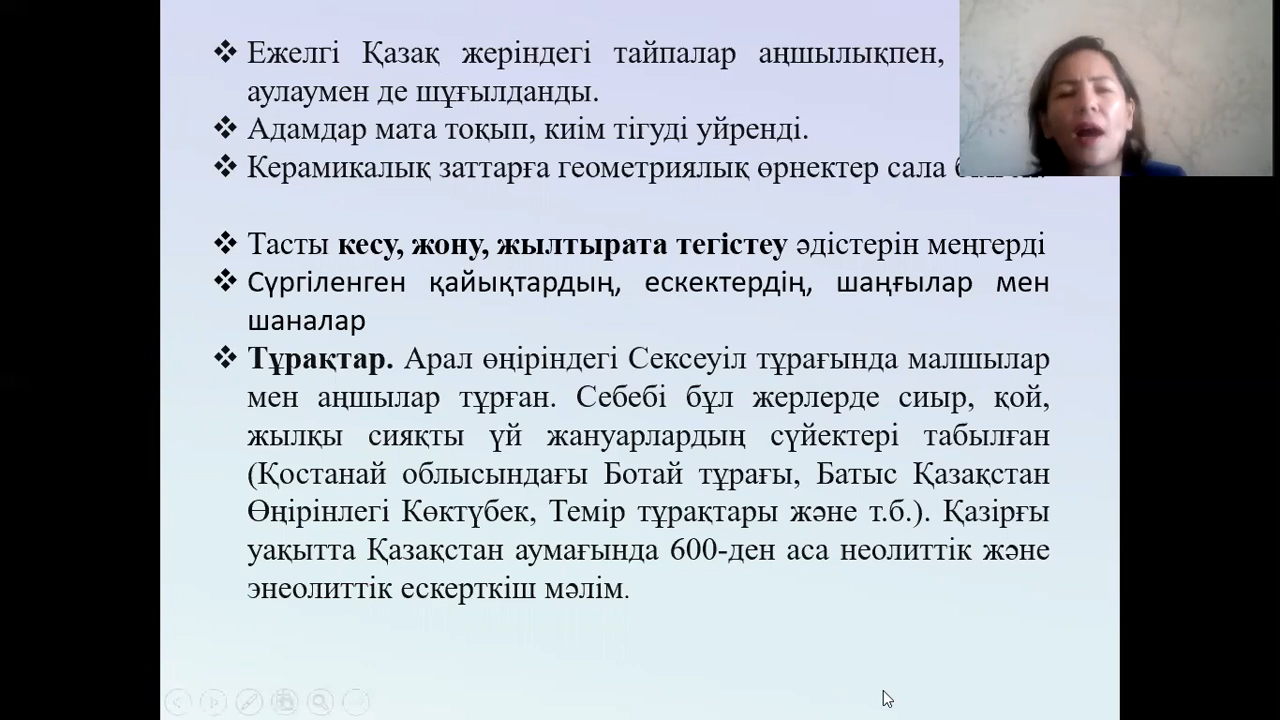 ❖ Ежелгі Қазақ жеріндегі тайпалар аңшылықпен,
аулаумен де шұғылданды.
❖ Адамдар мата тоқып, киім тігуді уйренді.
❖ Керамикалық заттарға геометриялық өрнектер сала
❖ Тасты кесу, жону, жылтырата тегістеу әдістерін меңгерді
❖ Сүргіленген қайықтардың, ескектердің, шаңғылар мен
шаналар
❖ Тұрақтар. Арал өңіріндегі Сексеуіл тұрағында малшылар
мен аңшылар тұрған. Себебі бұл жерлерде сиыр, қой,
жылқы сияқты үй жануарлардың сүйектері табылған
(Қостанай облысындағы Ботай тұрағы, Батыс Қазақстан
Өңірінлегі Көктүбек, Темір тұрақтары және т.б.). Қазірғы
уақытта Қазақстан аумағында 600-ден аса неолиттік және
энеолиттік ескерткіш мәлім.